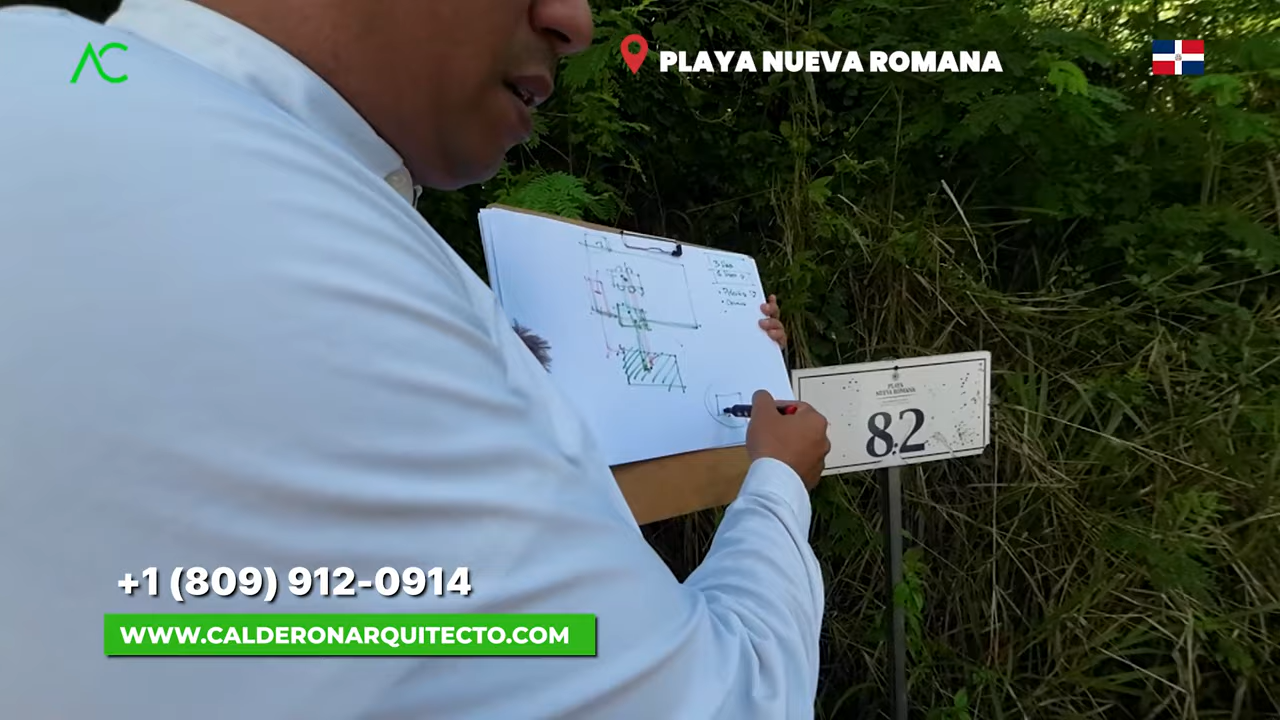 AC
PLAYA NUEVA ROMANA
PLAYA
NUEVA ROMANA
82
+1 (809) 912-0914
WWW.CALDERONARQUITECTO.COM